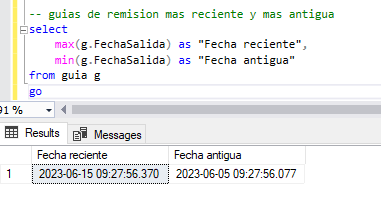 -- guias de remision mas reciente y mas antigua
select
max(g.FechaSalida) as "Fecha reciente",
min(g.FechaSalida) as "Fecha antigua"
from guia g
go
91 %
Results Messages
Fecha reciente Fecha antigua
1 2023-06-15 09:27:56.370 2023-06-05 09:27:56.077